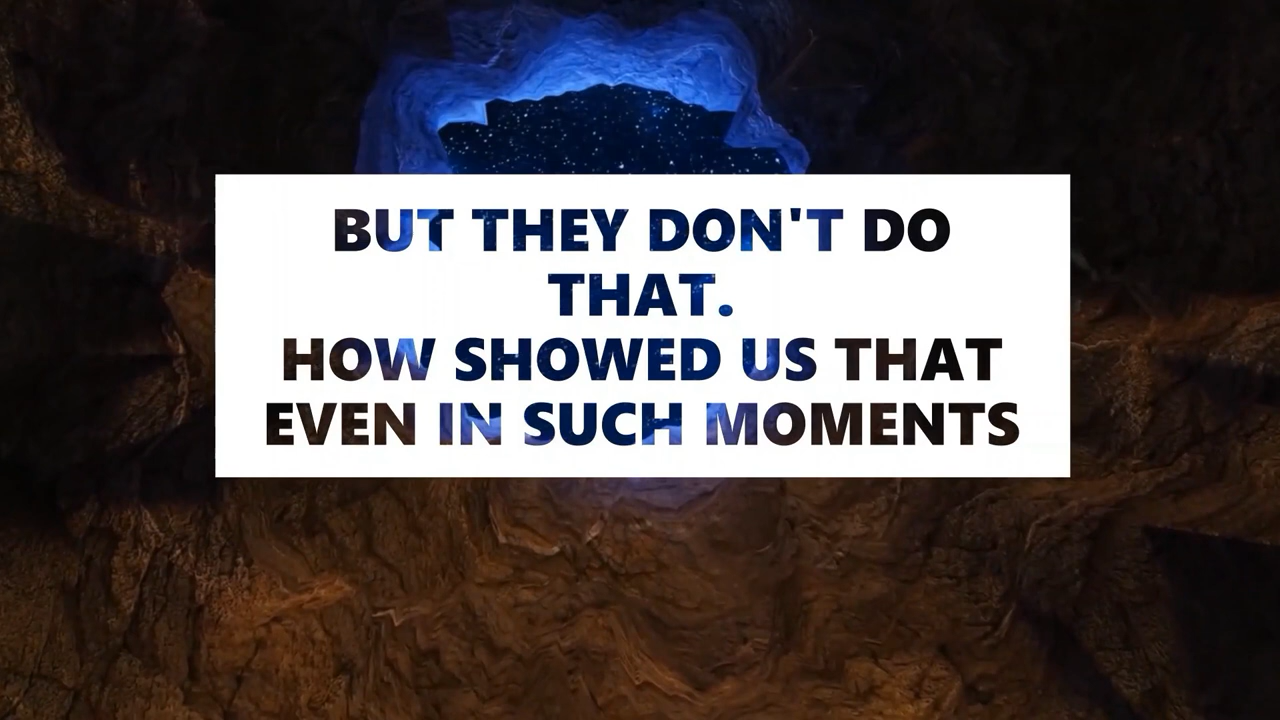 BUT THEY DON'T DO
THAT.
HOW SHOWED US THAT
EVEN IN SUCH MOMENTS